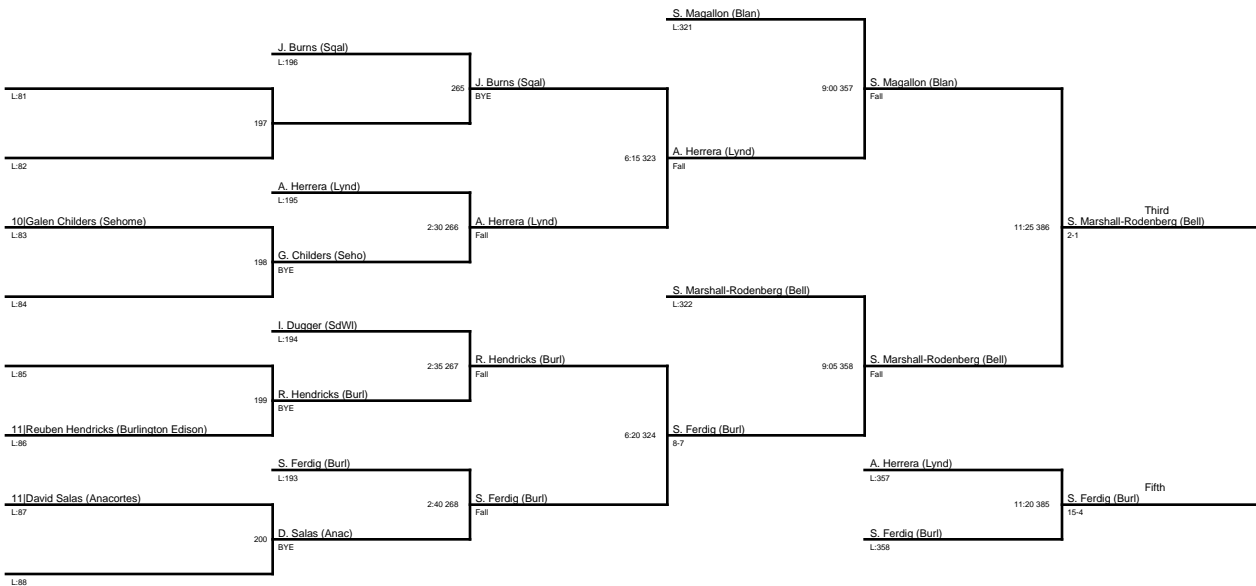 S. Magallon (Blan)
L:321
J. Burns (Sqal)
L:196
265 J. Burns (Sqal)
BYE
9:00 357 S. Magallon (Blan)
Fall
L:81
197
L:82
6:15 323 A. Herrera (Lynd)
Fall
A. Herrera (Lynd)
L:195
10|Galen Childers (Sehome)
L:83
2:30 266 A. Herrera (Lynd)
Fall
198 G. Childers (Seho)
BYE
L:84
Third
11:25 386 S. Marshall-Rodenberg (Bell)
2-1
S. Marshall-Rodenberg (Bell)
L:322
I. Dugger (SdWl)
L:194
L:85
2:35 267 R. Hendricks (Burl)
Fall
9:05 358 S. Marshall-Rodenberg (Bell)
Fall
199 R. Hendricks (Burl)
BYE
11|Reuben Hendricks (Burlington Edison)
L:86
6:20 324 S. Ferdig (Burl)
8-7
S. Ferdig (Burl)
L:193
A. Herrera (Lynd)
L:357
11|David Salas (Anacortes)
L:87
2:40 268 S. Ferdig (Burl)
Fall
Fifth
11:20 385 S. Ferdig (Burl)
15-4
200 D. Salas (Anac)
BYE
S. Ferdig (Burl)
L:358
L:88